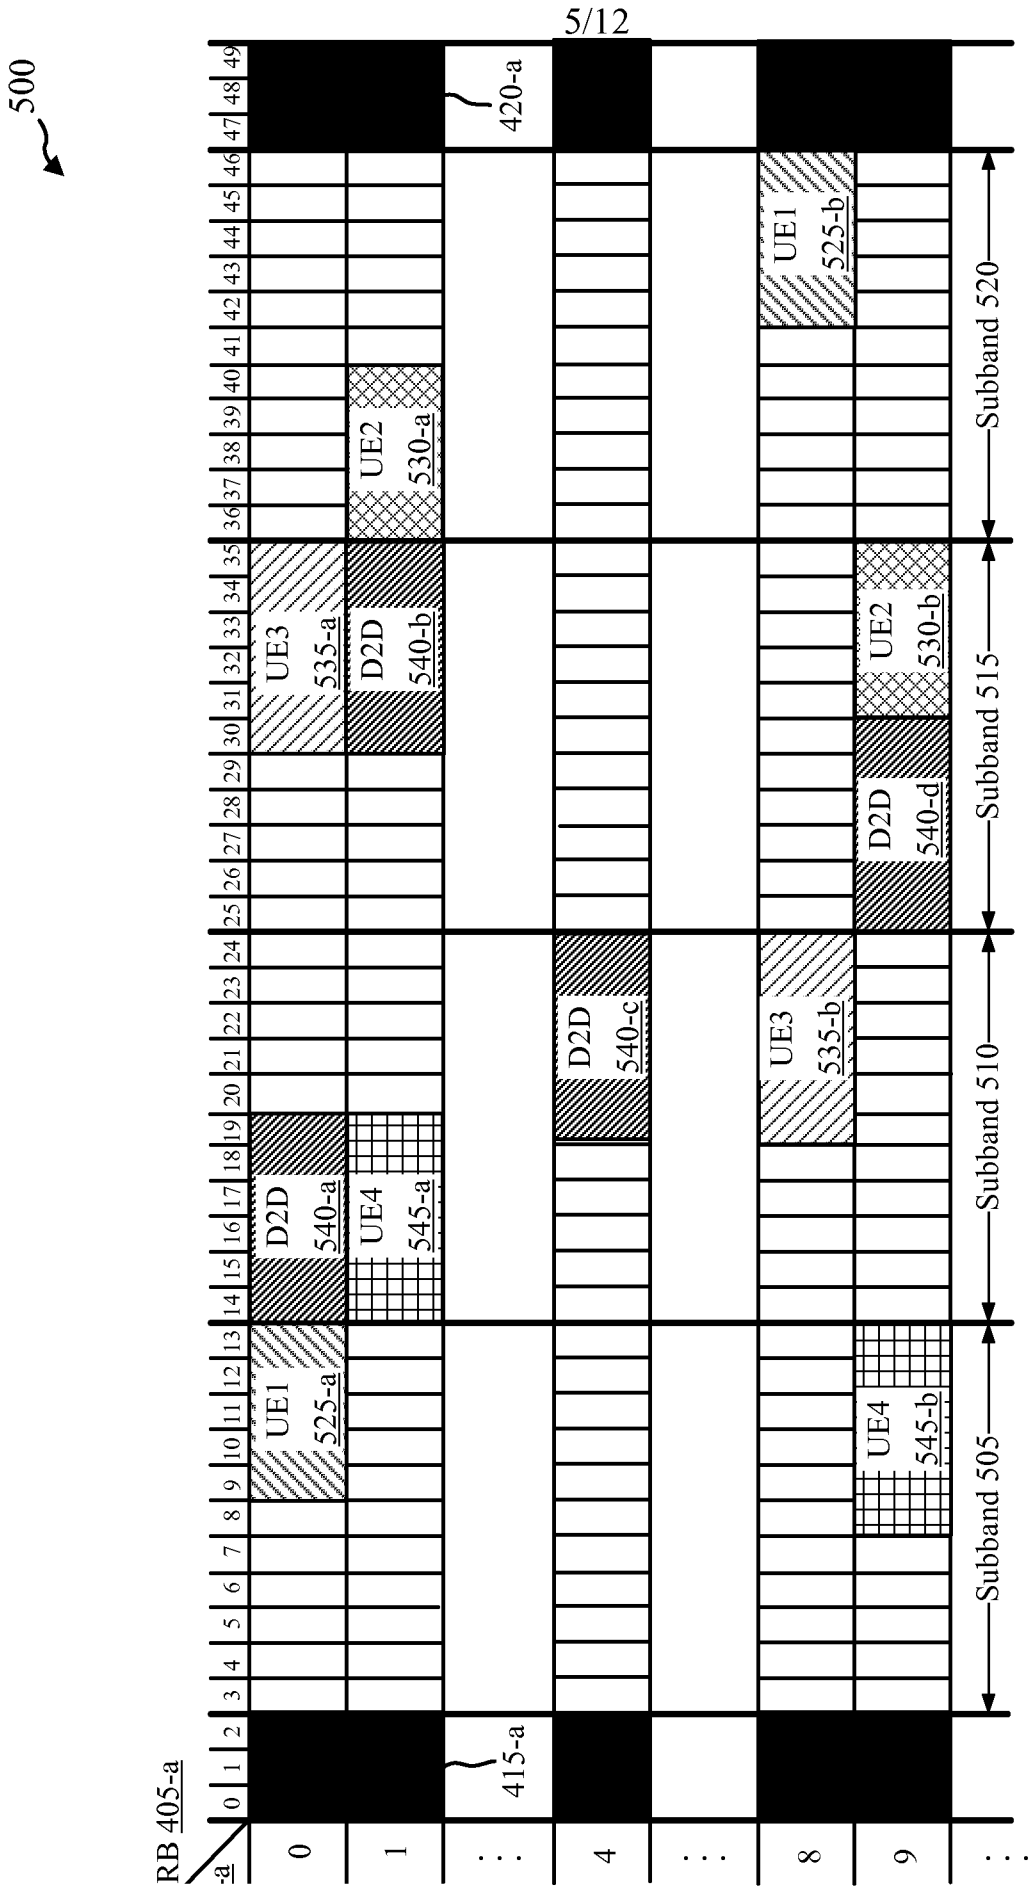 5/12
500
RB 405-a
-a
0 1 2 3 4 5 6 7 8 9 10 11 12 13 14 15 16 17 18 19 20 21 22 23 24 25 26 27 28 29 30 31 32 33 34 35 36 37 38 39 40 41 42 43 44 45 46 47 48 49
0
UE1
525-a
D2D
540-a
UE3
535-a
1
UE4
545-a
D2D
540-b
UE2
530-a
...
415-a
420-a
4
D2D
540-c
...
8
UE3
535-b
UE1
525-b
9
UE4
545-b
D2D
540-d
UE2
530-b
...
Subband 505
Subband 510
Subband 515
Subband 520